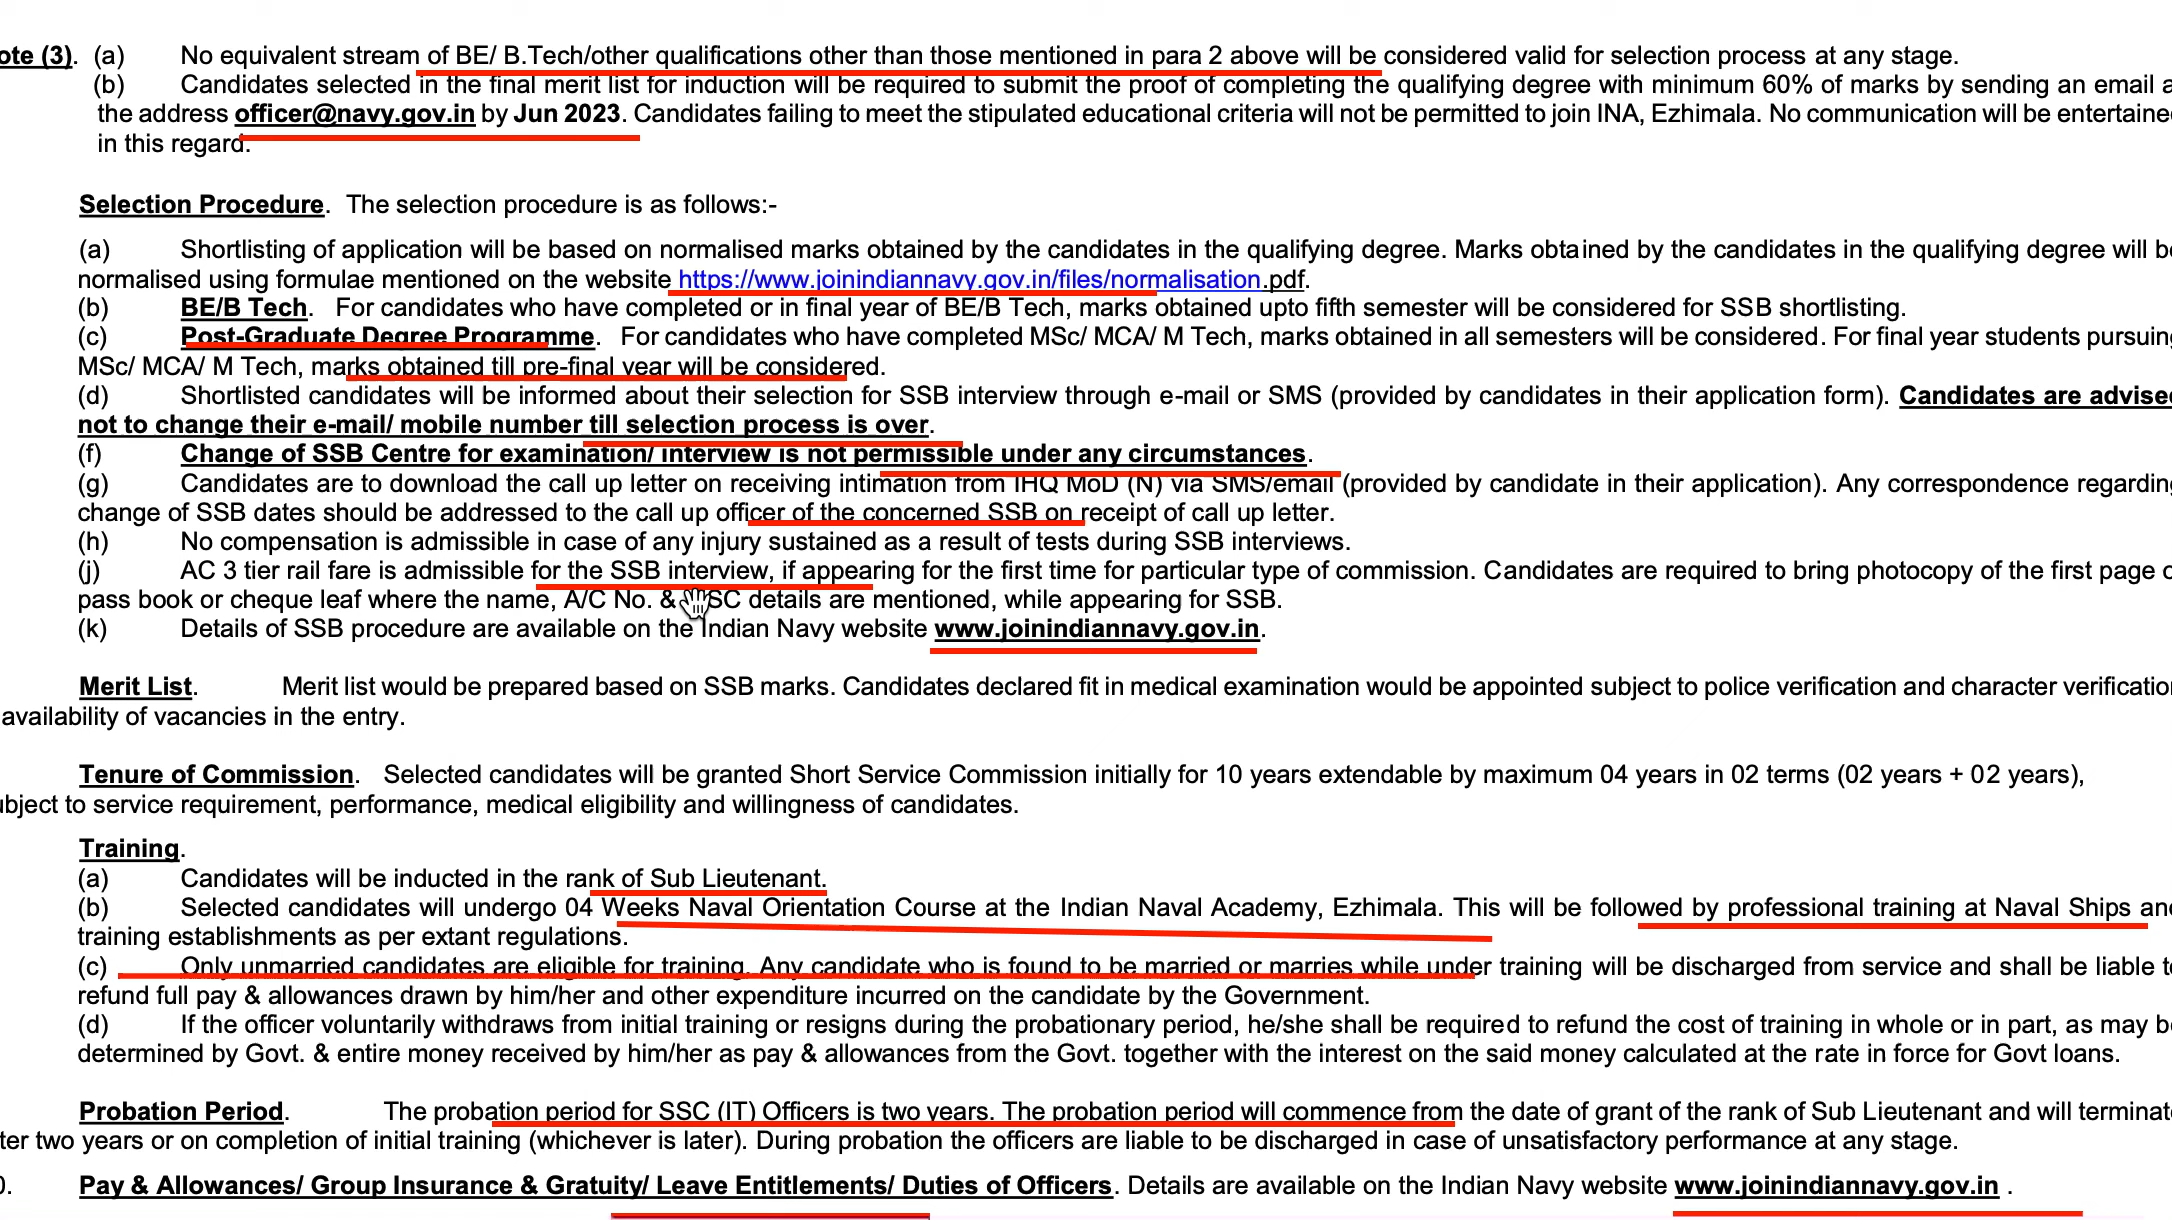 ote (3). (a) No equivalent stream of BE/ B.Tech/other qualifications other than those mentioned in para 2 above will be considered valid for selection process at any stage.
(b) Candidates selected in the final merit list for induction will be required to submit the proof of completing the qualifying degree with minimum 60% of marks by sending an email a
the address officer@navy.gov.in by Jun 2023. Candidates failing to meet the stipulated educational criteria will not be permitted to join INA, Ezhimala. No communication will be entertaine
in this regard.
Selection Procedure. The selection procedure is as follows:-
(a) Shortlisting of application will be based on normalised marks obtained by the candidates in the qualifying degree. Marks obtained by the candidates in the qualifying degree will be
normalised using formulae mentioned on the website https://www.joinindiannavy.gov.in/files/normalisation.pdf.
(b) BE/B Tech. For candidates who have completed or in final year of BE/B Tech, marks obtained upto fifth semester will be considered for SSB shortlisting.
(c) Post-Graduate Degree Programme. For candidates who have completed MSc/ MCA/ M Tech, marks obtained in all semesters will be considered. For final year students pursuing
MSc/ MCA/ M Tech, marks obtained till pre-final year will be considered.
(d) Shortlisted candidates will be informed about their selection for SSB interview through e-mail or SMS (provided by candidates in their application form). Candidates are advise
not to change their e-mail/ mobile number till selection process is over.
(f) Change of SSB Centre for examination/ interview is not permissible under any circumstances.
(g) Candidates are to download the call up letter on receiving intimation from IHQ MoD (N) via SMS/email (provided by candidate in their application). Any correspondence regarding
change of SSB dates should be addressed to the call up officer of the concerned SSB on receipt of call up letter.
(h) No compensation is admissible in case of any injury sustained as a result of tests during SSB interviews.
(j) AC 3 tier rail fare is admissible for the SSB interview, if appearing for the first time for particular type of commission. Candidates are required to bring photocopy of the first page o
pass book or cheque leaf where the name, A/C No. & SC details are mentioned, while appearing for SSB.
(k) Details of SSB procedure are available on the Indian Navy website www.joinindiannavy.gov.in.
Merit List. Merit list would be prepared based on SSB marks. Candidates declared fit in medical examination would be appointed subject to police verification and character verification
availability of vacancies in the entry.
Tenure of Commission. Selected candidates will be granted Short Service Commission initially for 10 years extendable by maximum 04 years in 02 terms (02 years + 02 years),
ubject to service requirement, performance, medical eligibility and willingness of candidates.
Training.
(a) Candidates will be inducted in the rank of Sub Lieutenant.
(b) Selected candidates will undergo 04 Weeks Naval Orientation Course at the Indian Naval Academy, Ezhimala. This will be followed by professional training at Naval Ships and
training establishments as per extant regulations.
(c) Only unmarried candidates are eligible for training. Any candidate who is found to be married or marries while under training will be discharged from service and shall be liable to
refund full pay & allowances drawn by him/her and other expenditure incurred on the candidate by the Government.
(d) If the officer voluntarily withdraws from initial training or resigns during the probationary period, he/she shall be required to refund the cost of training in whole or in part, as may be
determined by Govt. & entire money received by him/her as pay & allowances from the Govt. together with the interest on the said money calculated at the rate in force for Govt loans.
Probation Period. The probation period for SSC (IT) Officers is two years. The probation period will commence from the date of grant of the rank of Sub Lieutenant and will terminat
ter two years or on completion of initial training (whichever is later). During probation the officers are liable to be discharged in case of unsatisfactory performance at any stage.
0. Pay & Allowances/ Group Insurance & Gratuity/ Leave Entitlements/ Duties of Officers. Details are available on the Indian Navy website www.joinindiannavy.gov.in .